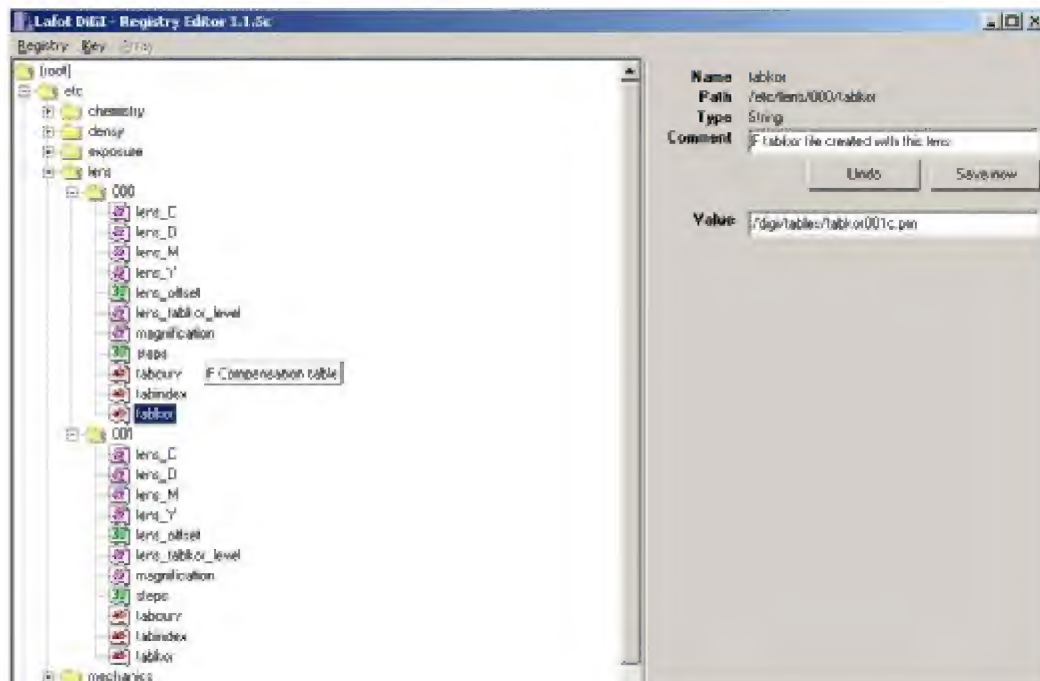 Lafot DIGI - Registry Editor 1.1.5c
Registry Key Array
[root]
etc
chemistry
densy
exposure
lens
000
lens_C
lens_D
lens_M
lens_Y
lens_offset
lens_tabkor_level
magnification
steps
tabcurv
IF Compensation table
tabindex
tabkor
001
lens_C
lens_D
lens_M
lens_Y
lens_offset
lens_tabkor_level
magnification
steps
tabcurv
tabindex
tabkor
mechanics
Name tabkor
Path /etc/lens/000/tabkor
Type String
Comment IF tabkor file created with this lens
Undo Save now
Value /digi/tables/tabkor001c.prn